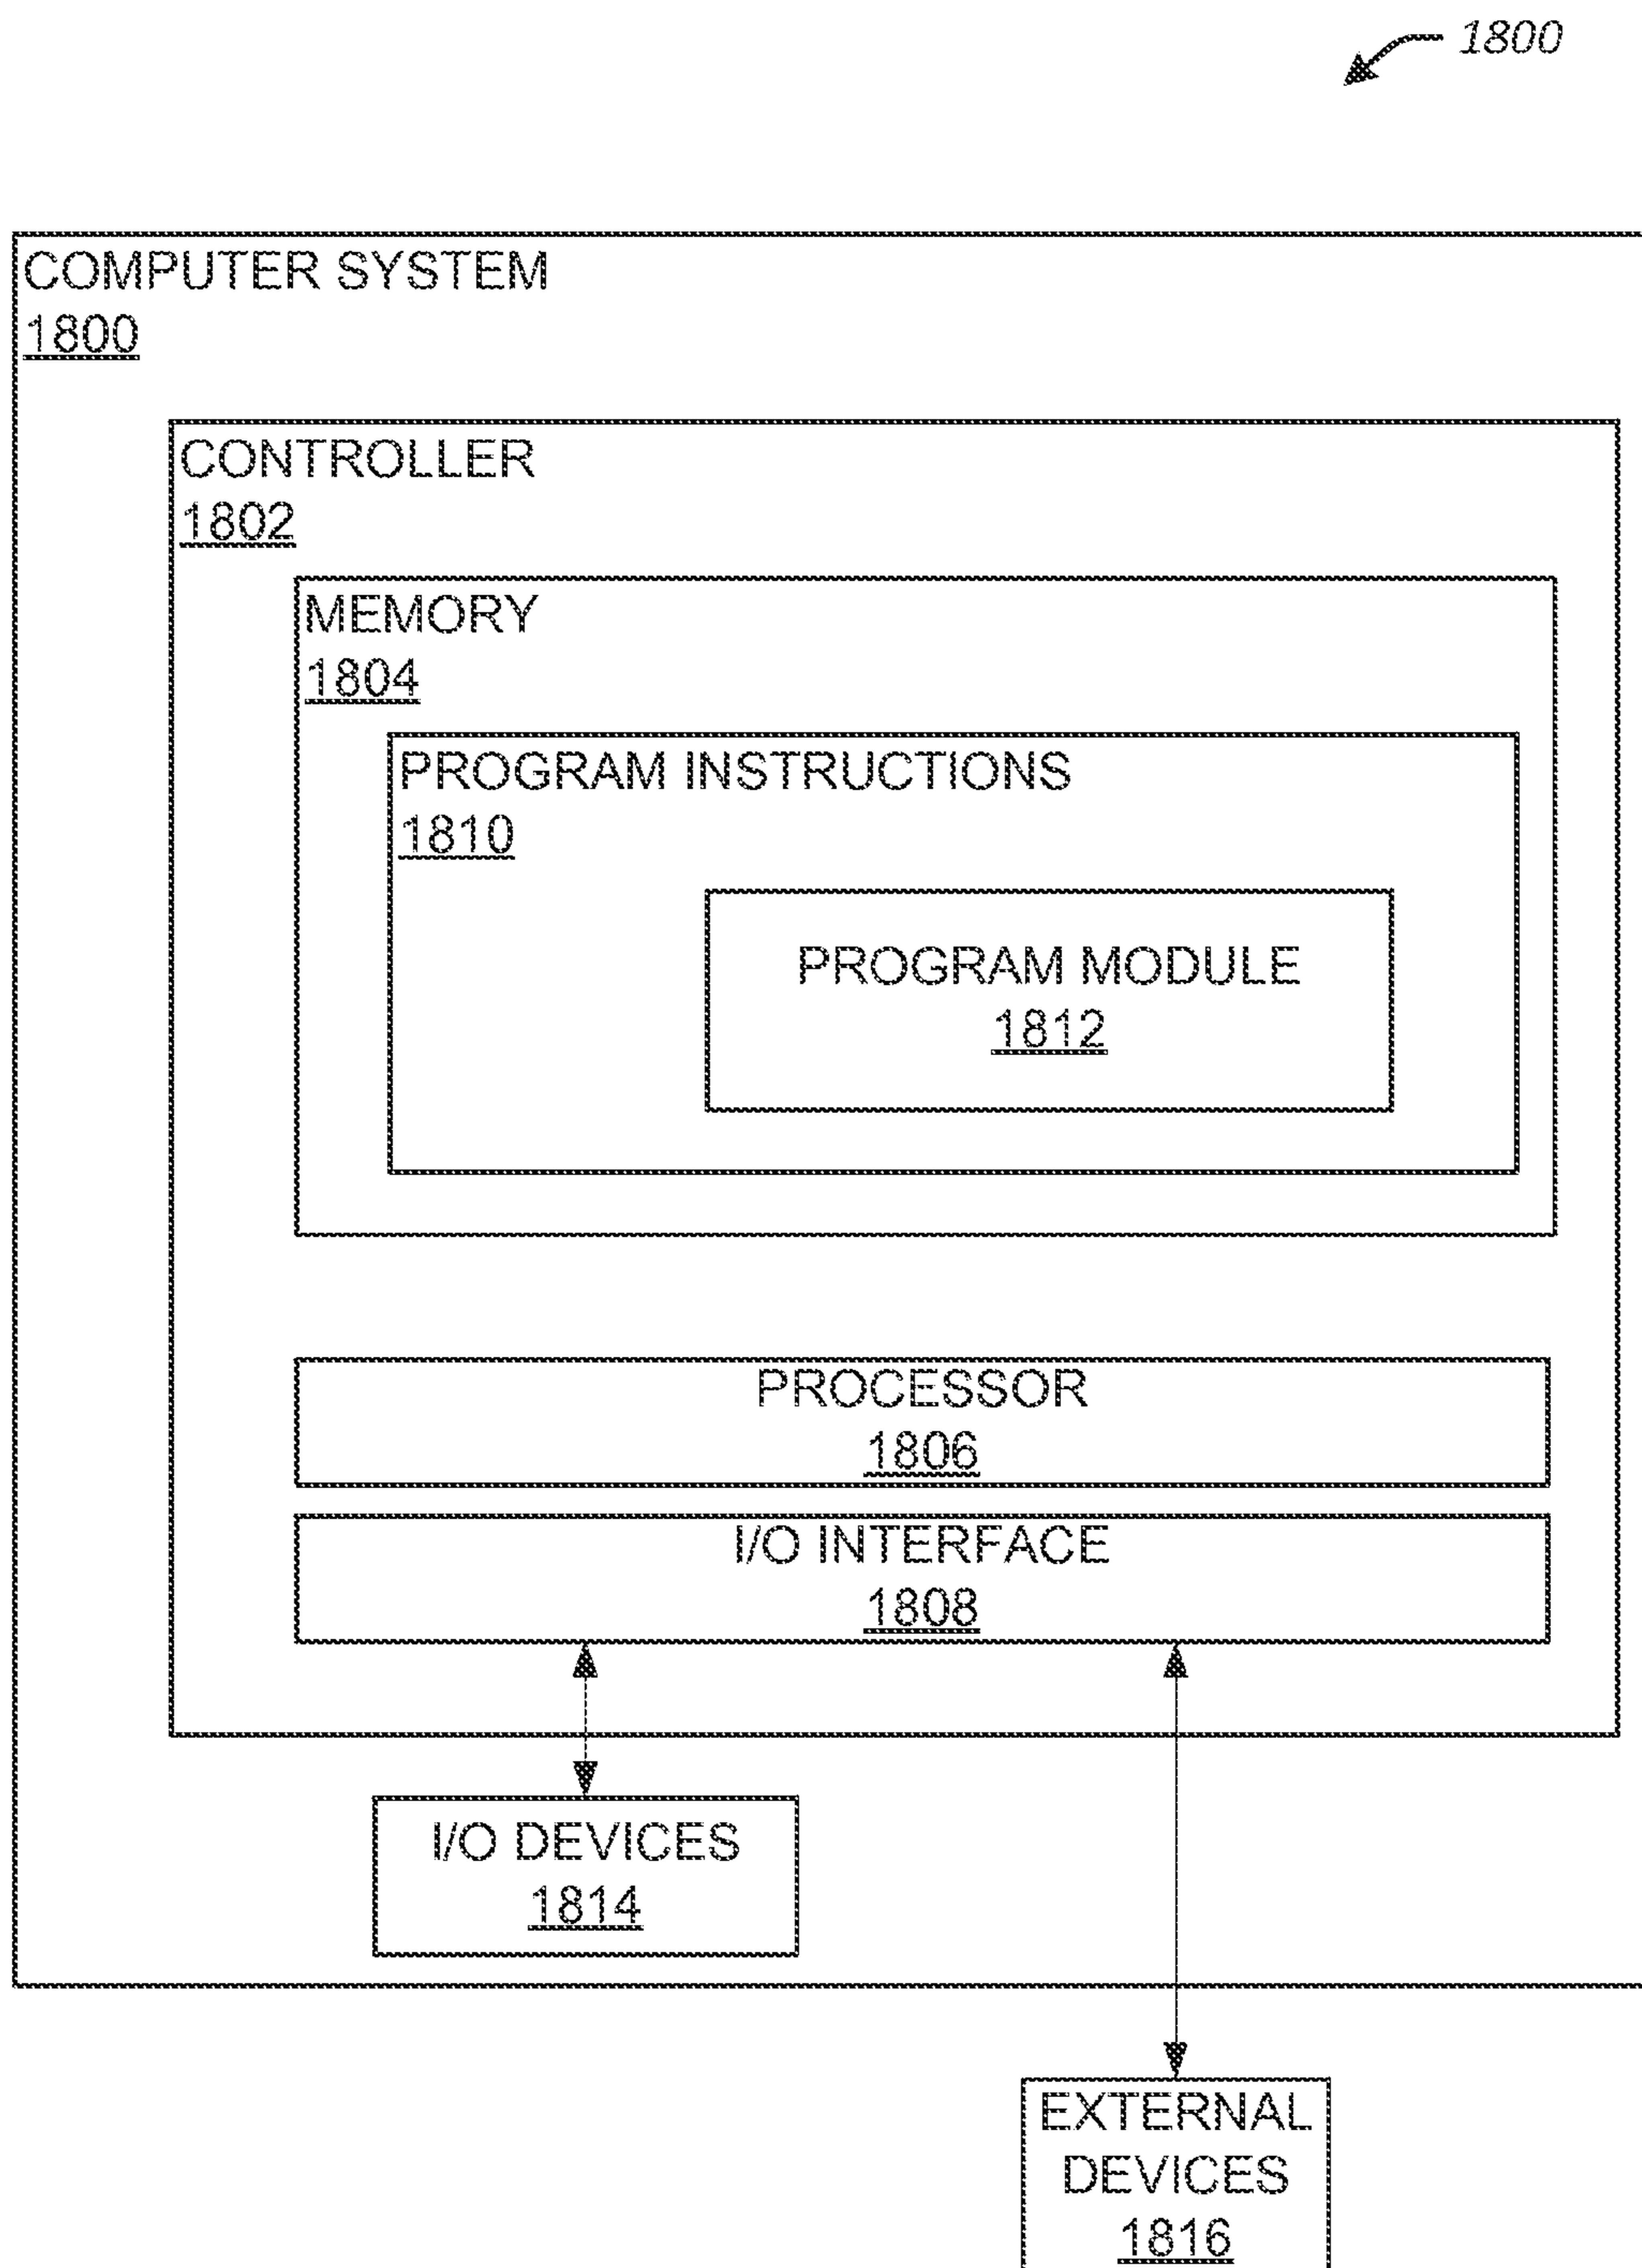 1800
COMPUTER SYSTEM
1800
CONTROLLER
1802
MEMORY
1804
PROGRAM INSTRUCTIONS
1810
PROGRAM MODULE
1812
PROCESSOR
1806
I/O INTERFACE
1808
I/O DEVICES
1814
EXTERNAL
DEVICES
1816